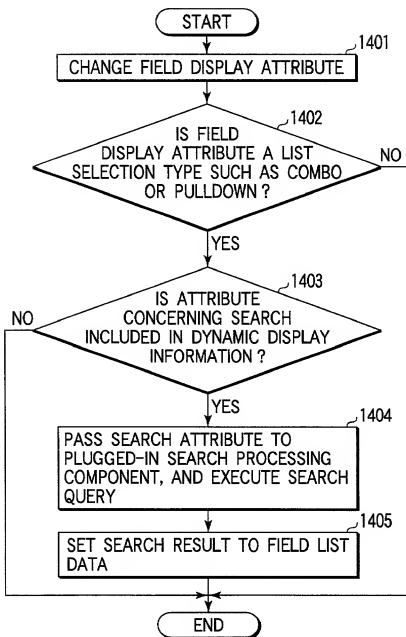 START
1401
CHANGE FIELD DISPLAY ATTRIBUTE
1402
IS FIELD
DISPLAY ATTRIBUTE A LIST
SELECTION TYPE SUCH AS COMBO
OR PULLDOWN ?
NO
YES
1403
IS ATTRIBUTE
CONCERNING SEARCH
INCLUDED IN DYNAMIC DISPLAY
INFORMATION ?
NO
YES
1404
PASS SEARCH ATTRIBUTE TO
PLUGGED-IN SEARCH PROCESSING
COMPONENT, AND EXECUTE SEARCH
QUERY
1405
SET SEARCH RESULT TO FIELD LIST
DATA
END